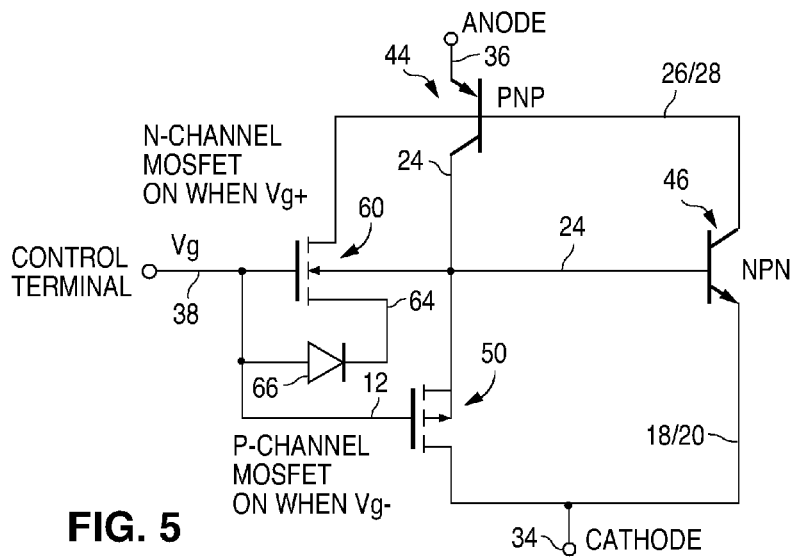 ANODE
44
36
PNP
26/28
N-CHANNEL
MOSFET
ON WHEN Vg+
24
46
60
Vg
24
CONTROL
TERMINAL
NPN
38
64
66
12
50
P-CHANNEL
MOSFET
ON WHEN Vg-
18/20
FIG. 5
34
CATHODE